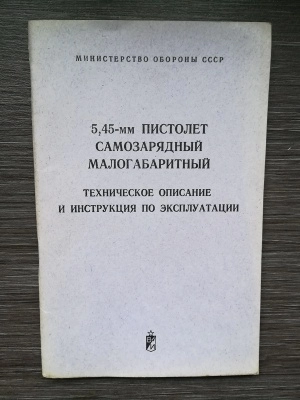 МИНИСТЕРСТВО ОБОРОНЫ СССР
5,45-мм ПИСТОЛЕТ
САМОЗАРЯДНЫЙ
МАЛОГАБАРИТНЫЙ
ТЕХНИЧЕСКОЕ ОПИСАНИЕ
И ИНСТРУКЦИЯ ПО ЭКСПЛУАТАЦИИ